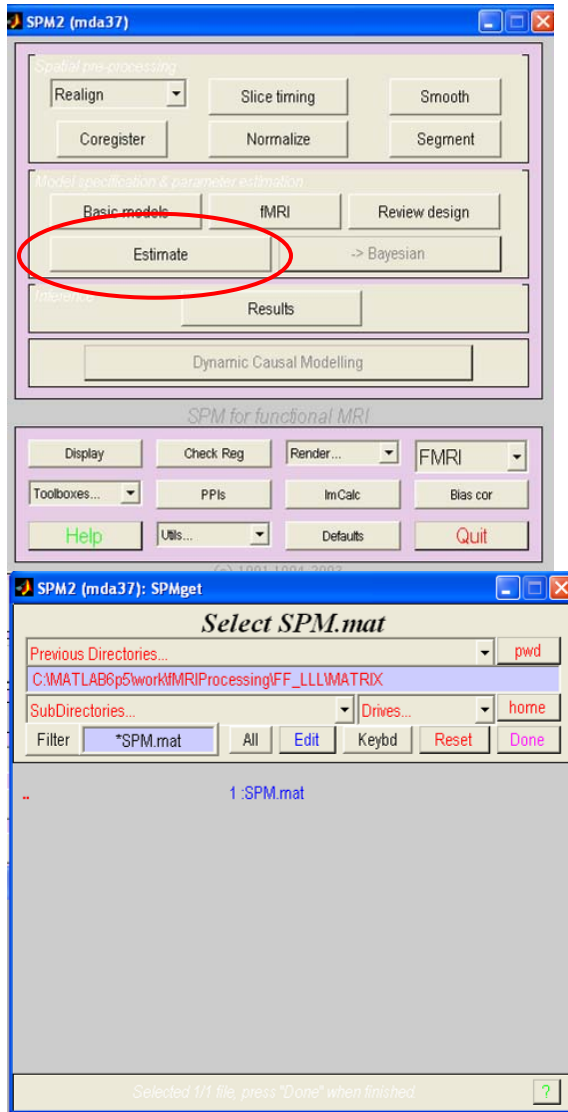 SPM2 (mda37)
Spatial pre-processing
Realign Slice timing Smooth
Coregister Normalize Segment
Model specification & parameter estimation
Basic models fMRI Review design
Estimate -> Bayesian
Inference
Results
Dynamic Causal Modelling
SPM for functional MRI
Display Check Reg Render... FMRI
Toolboxes... PPIs ImCalc Bias cor
Help Utils... Defaults Quit
(c) 1991,1994-2003
SPM2 (mda37): SPMget
Select SPM.mat
Previous Directories... pwd
C:\MATLAB6p5\work\fMRIProcessing\FF_LLL\MATRIX
SubDirectories... Drives... home
Filter *SPM.mat All Edit Keybd Reset Done
.. 1 :SPM.mat
Selected 1/1 file, press "Done" when finished. ?